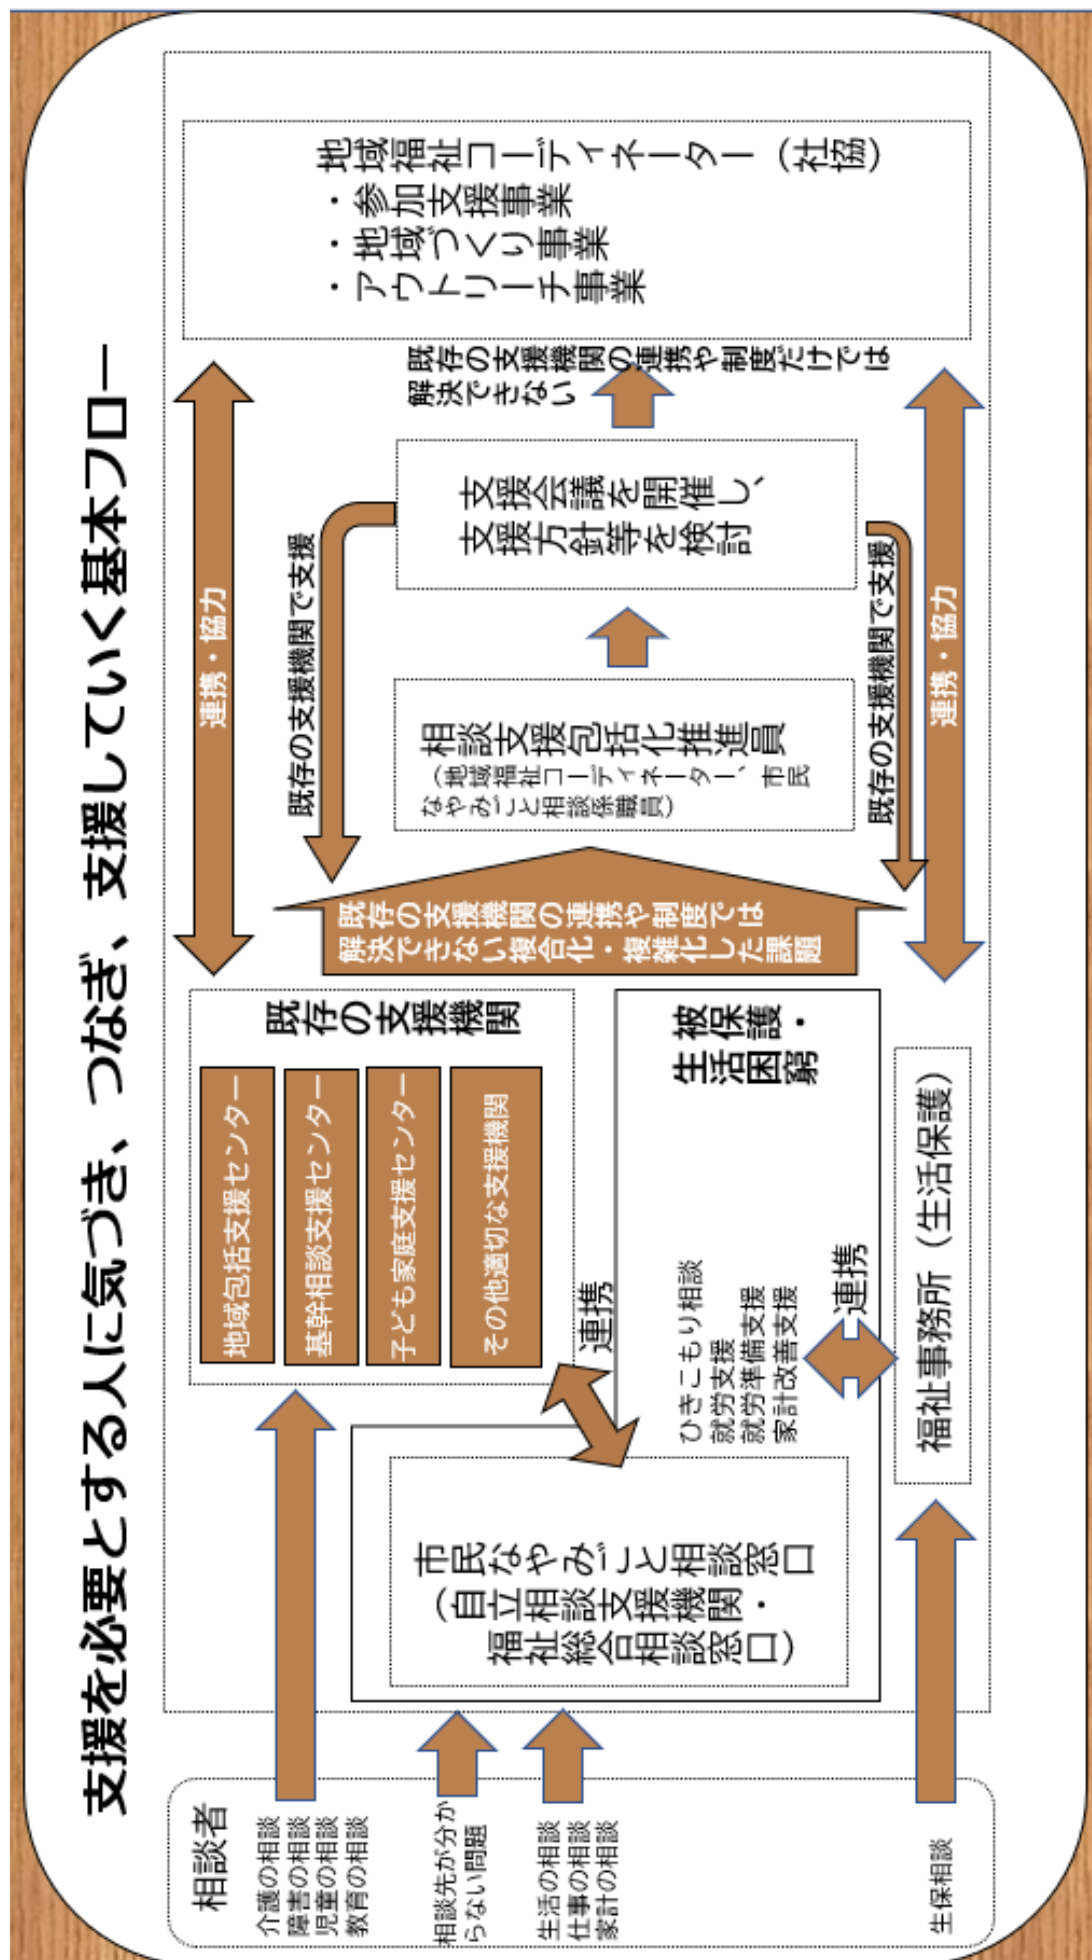 支援を必要とする人に気づき、つなぎ、支援していく基本フロー
相談者
介護の相談
障害の相談
児童の相談
教育の相談
相談先が分か
らない問題
生活の相談
仕事の相談
家計の相談
生保相談
既存の支援機関
地域包括支援センター
基幹相談支援センター
子ども家庭支援センター
その他適切な支援機関
連携
市民なやみごと相談窓口
（自立相談支援機関・
福祉総合相談窓口）
被保護・
生活困窮
ひきこもり相談
就労支援
就労準備支援
家計改善支援
連携
福祉事務所（生活保護）
既存の支援機関の連携や制度では
解決できない複合化・複雑化した課題
連携・協力
既存の支援機関で支援
相談支援包括化推進員
（地域福祉コーディネーター、市民
なやみごと相談係職員）
支援会議を開催し、
支援方針等を検討
既存の支援機関で支援
連携・協力
既存の支援機関の連携や制度だけでは
解決できない
地域福祉コーディネーター（社協）
・参加支援事業
・地域づくり事業
・アウトリーチ事業